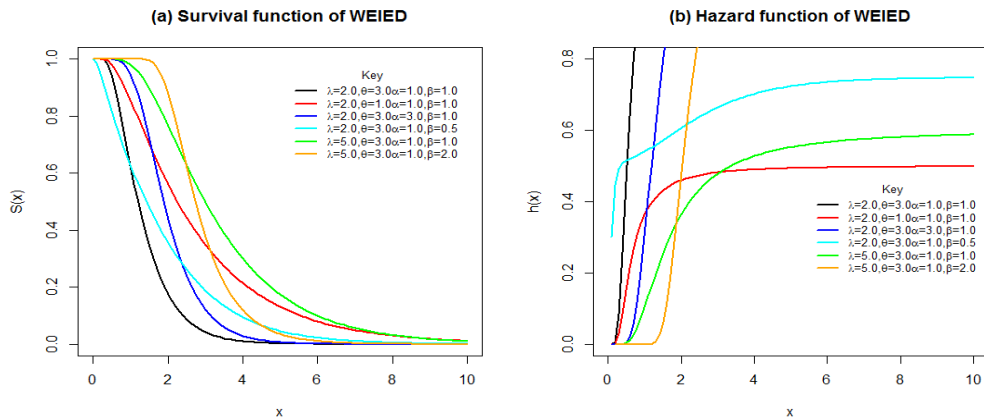 (a) Survival function of WEIED
S(x)
1.0
0.8
0.6
0.4
0.2
0.0
Key
λ=2.0,θ=3.0α=1.0,β=1.0
λ=2.0,θ=1.0α=1.0,β=1.0
λ=2.0,θ=3.0α=3.0,β=1.0
λ=2.0,θ=3.0α=1.0,β=0.5
λ=5.0,θ=3.0α=1.0,β=1.0
λ=5.0,θ=3.0α=1.0,β=2.0
0 2 4 6 8 10
x
(b) Hazard function of WEIED
h(x)
0.8
0.6
0.4
0.2
0.0
Key
λ=2.0,θ=3.0α=1.0,β=1.0
λ=2.0,θ=1.0α=1.0,β=1.0
λ=2.0,θ=3.0α=3.0,β=1.0
λ=2.0,θ=3.0α=1.0,β=0.5
λ=5.0,θ=3.0α=1.0,β=1.0
λ=5.0,θ=3.0α=1.0,β=2.0
0 2 4 6 8 10
x